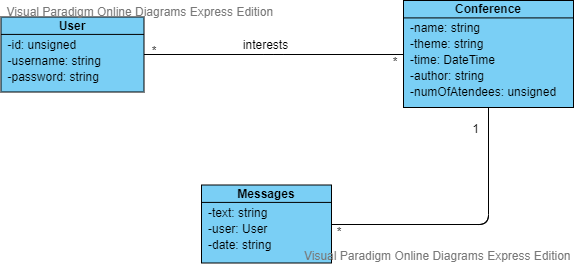 Visual Paradigm Online Diagrams Express Edition
User
-id: unsigned
-username: string
-password: string
*
interests
*
Conference
-name: string
-theme: string
-time: DateTime
-author: string
-numOfAtendees: unsigned
1
Messages
-text: string
-user: User
-date: string
*
Visual Paradigm Online Diagrams Express Edition